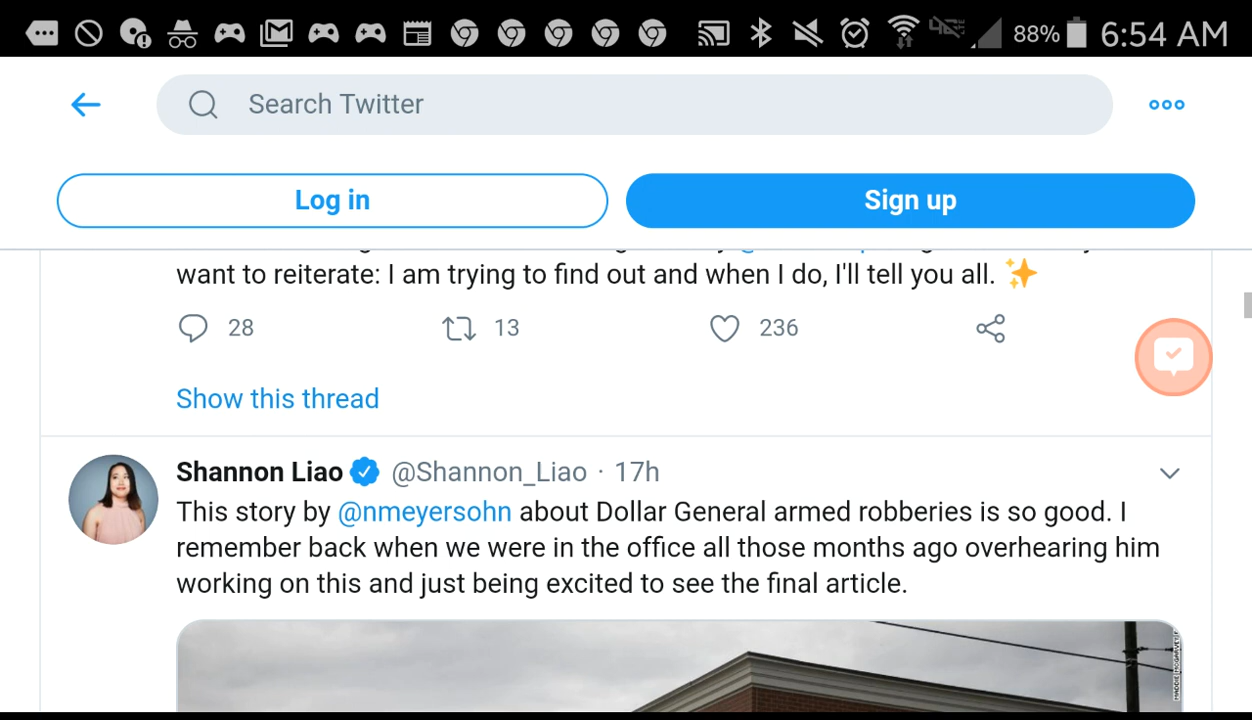 88% 6:54 AM
Search Twitter
Log in
Sign up
want to reiterate: I am trying to find out and when I do, I'll tell you all. ✨
28 13 236
Show this thread
Shannon Liao @Shannon_Liao · 17h
This story by @nmeyersohn about Dollar General armed robberies is so good. I
remember back when we were in the office all those months ago overhearing him
working on this and just being excited to see the final article.